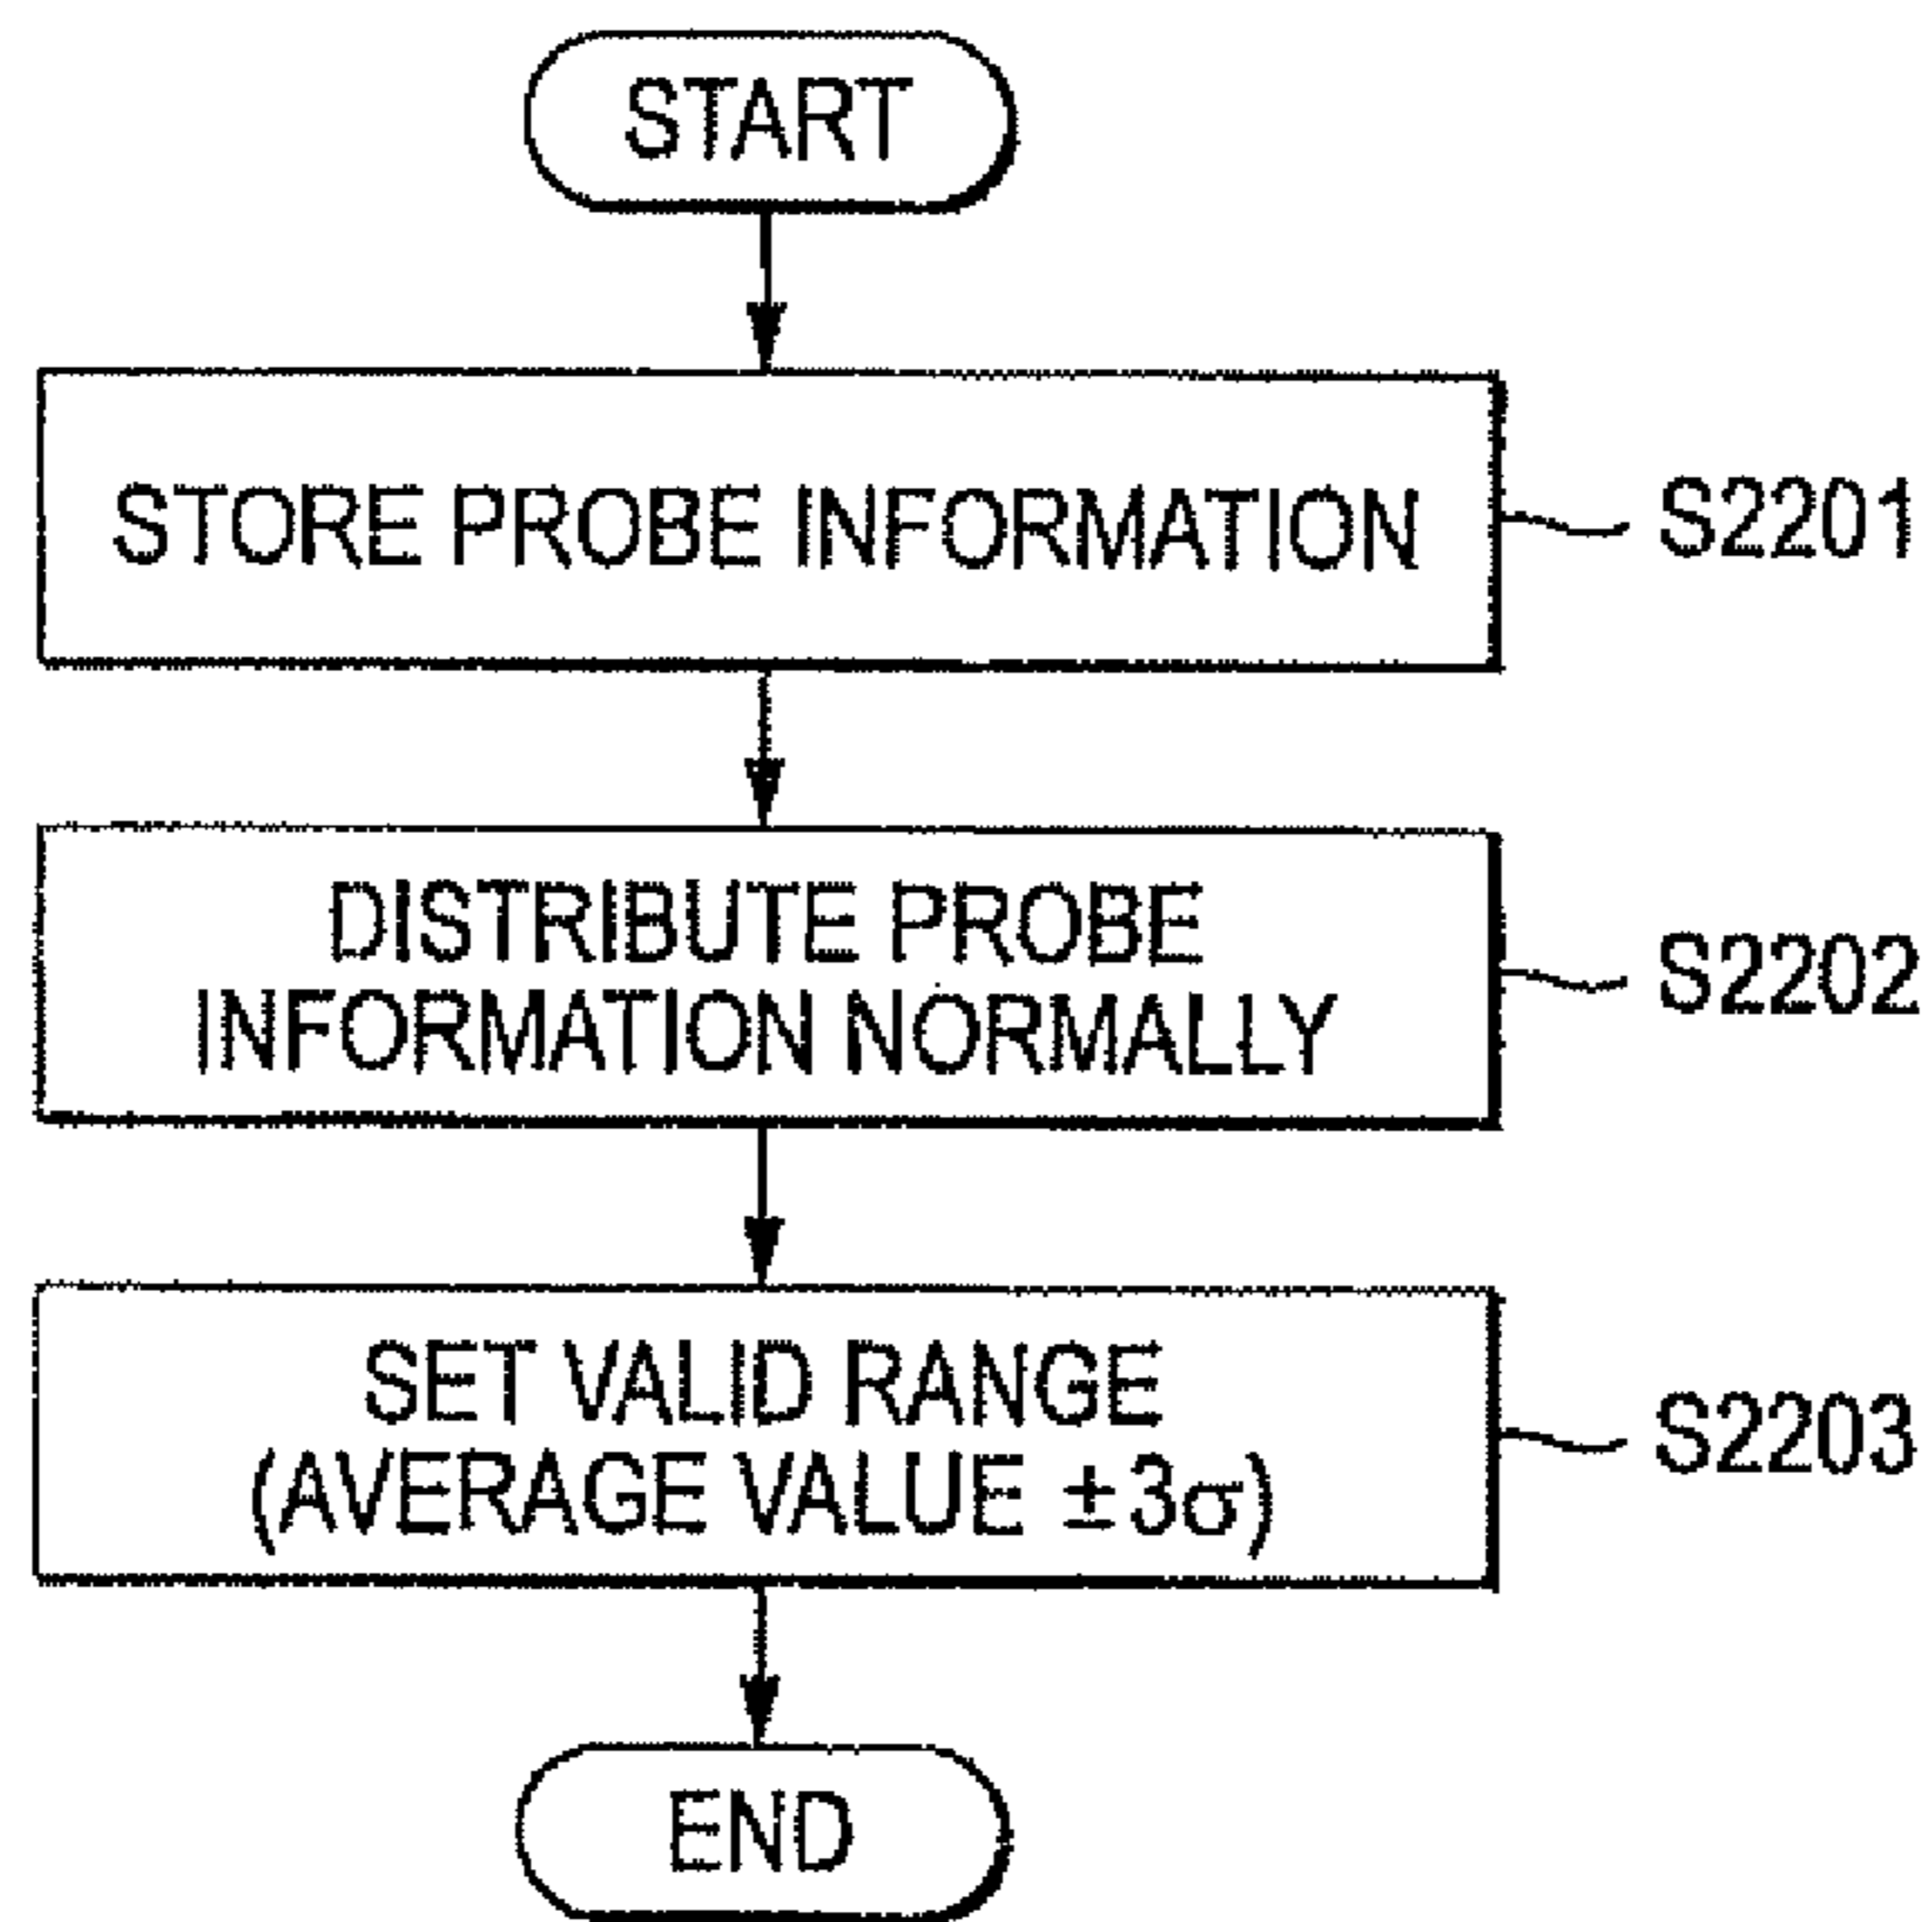 START
STORE PROBE INFORMATION
S2201
DISTRIBUTE PROBE
INFORMATION NORMALLY
S2202
SET VALID RANGE
(AVERAGE VALUE ±3σ)
S2203
END